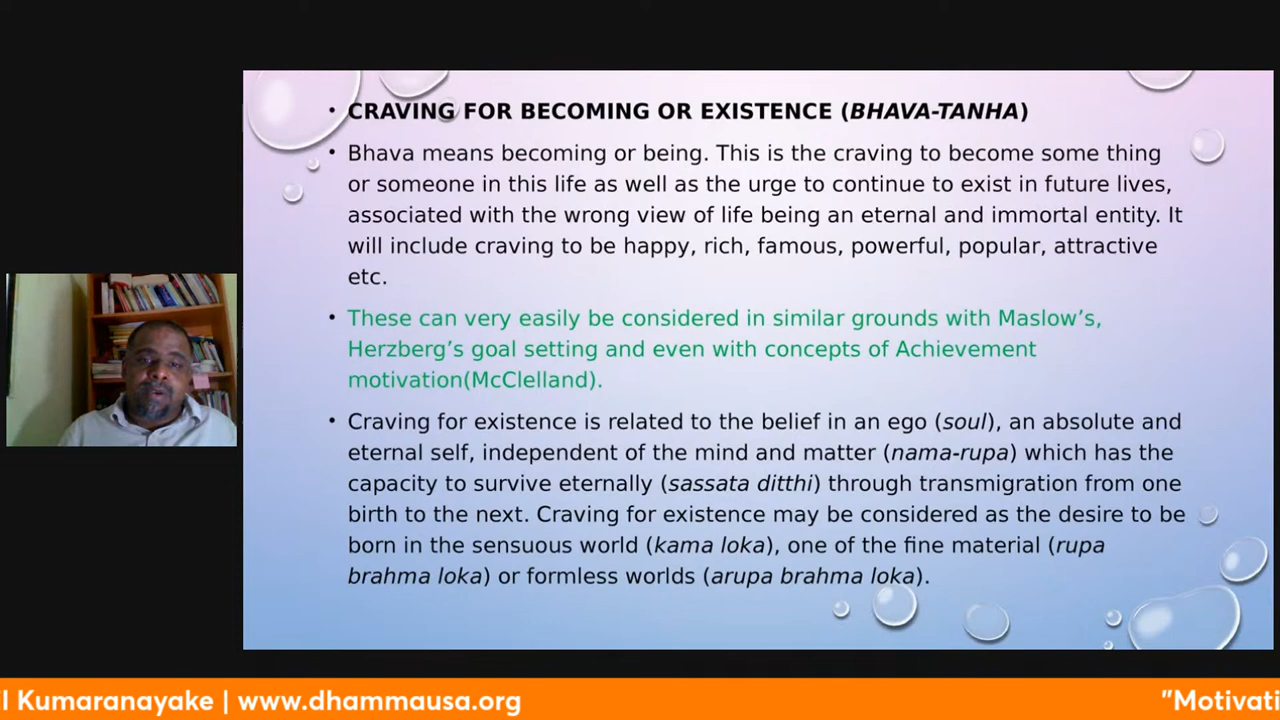 • CRAVING FOR BECOMING OR EXISTENCE (BHAVA-TANHA)
• Bhava means becoming or being. This is the craving to become some thing
or someone in this life as well as the urge to continue to exist in future lives,
associated with the wrong view of life being an eternal and immortal entity. It
will include craving to be happy, rich, famous, powerful, popular, attractive
etc.
• These can very easily be considered in similar grounds with Maslow’s,
Herzberg’s goal setting and even with concepts of Achievement
motivation(McClelland).
• Craving for existence is related to the belief in an ego (soul), an absolute and
eternal self, independent of the mind and matter (nama-rupa) which has the
capacity to survive eternally (sassata ditthi) through transmigration from one
birth to the next. Craving for existence may be considered as the desire to be
born in the sensuous world (kama loka), one of the fine material (rupa
brahma loka) or formless worlds (arupa brahma loka).
Kumaranayake | www.dhammausa.org "Motivati